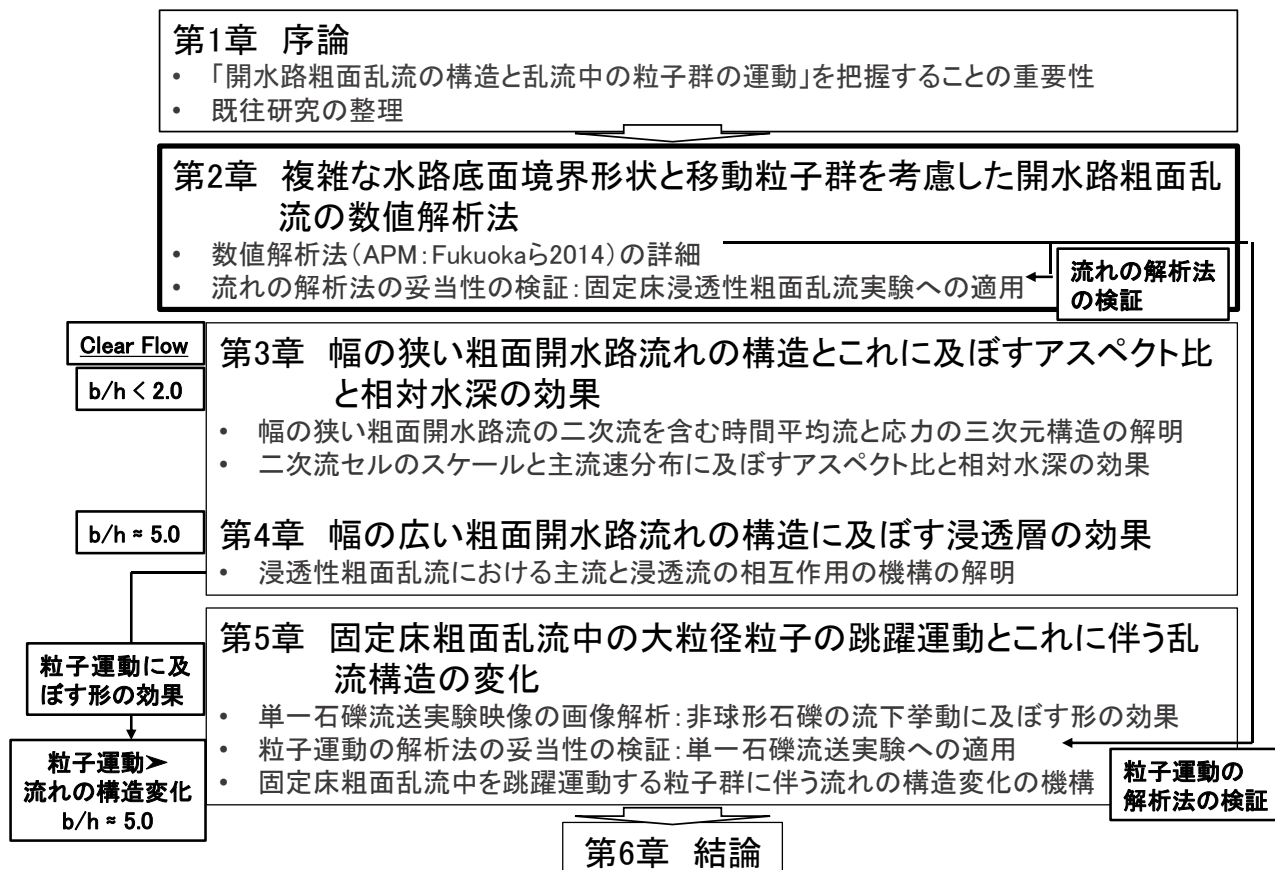 第1章 序論
• 「開水路粗面乱流の構造と乱流中の粒子群の運動」を把握することの重要性
• 既往研究の整理
第2章 複雑な水路底面境界形状と移動粒子群を考慮した開水路粗面乱
流の数値解析法
• 数値解析法(APM:Fukuokaら2014)の詳細
• 流れの解析法の妥当性の検証:固定床浸透性粗面乱流実験への適用
流れの解析法
の検証
Clear Flow
b/h < 2.0
第3章 幅の狭い粗面開水路流れの構造とこれに及ぼすアスペクト比
と相対水深の効果
• 幅の狭い粗面開水路流の二次流を含む時間平均流と応力の三次元構造の解明
• 二次流セルのスケールと主流速分布に及ぼすアスペクト比と相対水深の効果
b/h ≈ 5.0
第4章 幅の広い粗面開水路流れの構造に及ぼす浸透層の効果
• 浸透性粗面乱流における主流と浸透流の相互作用の機構の解明
第5章 固定床粗面乱流中の大粒径粒子の跳躍運動とこれに伴う乱
流構造の変化
• 単一石礫流送実験映像の画像解析:非球形石礫の流下挙動に及ぼす形の効果
• 粒子運動の解析法の妥当性の検証:単一石礫流送実験への適用
• 固定床粗面乱流中を跳躍運動する粒子群に伴う流れの構造変化の機構
粒子運動に及
ぼす形の効果
粒子運動➤
流れの構造変化
b/h ≈ 5.0
粒子運動の
解析法の検証
第6章 結論